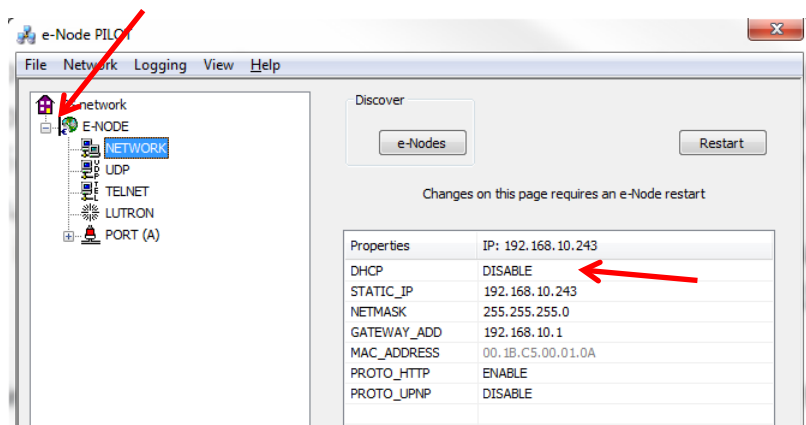 e-Node PILOT
File Network Logging View Help
network
E-NODE
NETWORK
UDP
TELNET
LUTRON
PORT (A)
Discover
e-Nodes
Restart
Changes on this page requires an e-Node restart
Properties IP: 192.168.10.243
DHCP DISABLE
STATIC_IP 192.168.10.243
NETMASK 255.255.255.0
GATEWAY_ADD 192.168.10.1
MAC_ADDRESS 00.1B.C5.00.01.0A
PROTO_HTTP ENABLE
PROTO_UPNP DISABLE